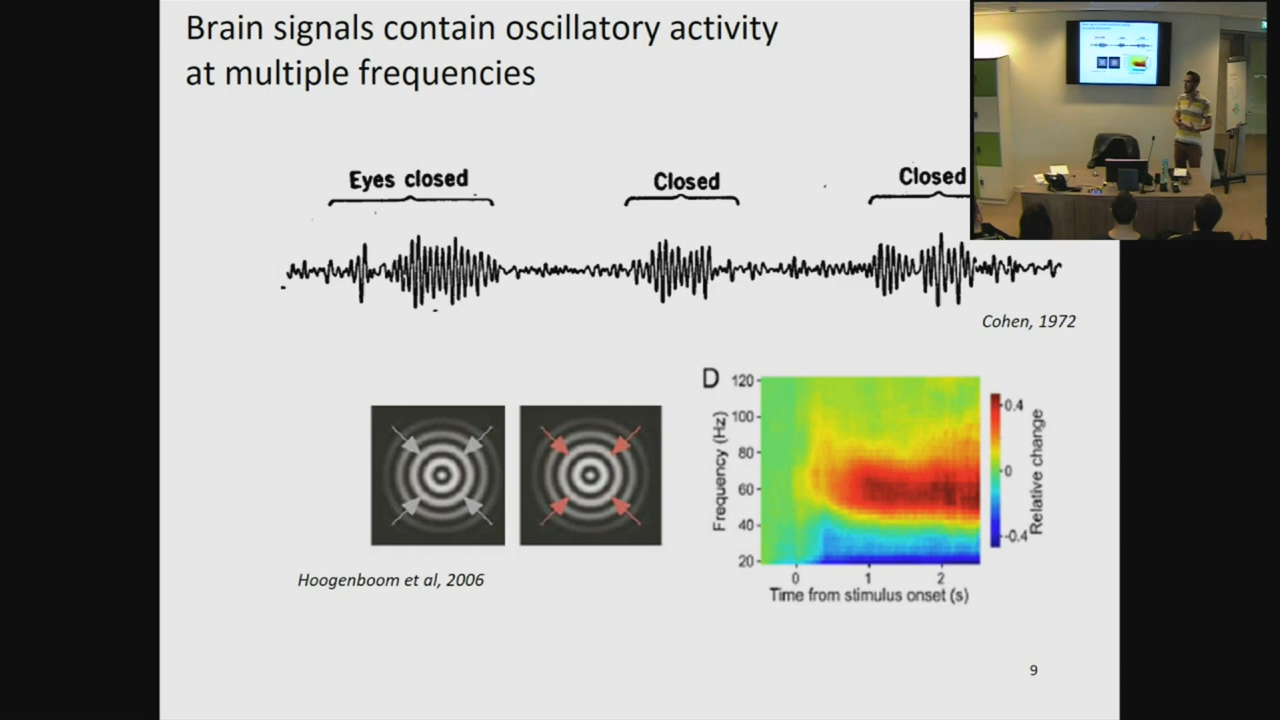 Brain signals contain oscillatory activity
at multiple frequencies
Eyes closed
Closed
Closed
Cohen, 1972
D
120
100
80
60
40
20
Frequency (Hz)
0
1
2
Time from stimulus onset (s)
0.4
0
-0.4
Relative change
Hoogenboom et al, 2006
9